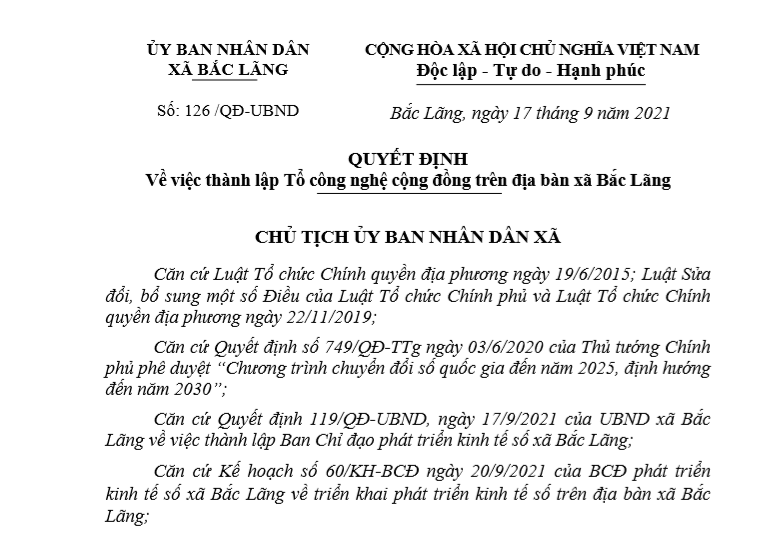 ỦY BAN NHÂN DÂN
XÃ BẮC LÃNG
CỘNG HÒA XÃ HỘI CHỦ NGHĨA VIỆT NAM
Độc lập - Tự do - Hạnh phúc
Số: 126 /QĐ-UBND
Bắc Lãng, ngày 17 tháng 9 năm 2021
QUYẾT ĐỊNH
Về việc thành lập Tổ công nghệ cộng đồng trên địa bàn xã Bắc Lãng
CHỦ TỊCH ỦY BAN NHÂN DÂN XÃ
Căn cứ Luật Tổ chức Chính quyền địa phương ngày 19/6/2015; Luật Sửa
đổi, bổ sung một số Điều của Luật Tổ chức Chính phủ và Luật Tổ chức Chính
quyền địa phương ngày 22/11/2019;
Căn cứ Quyết định số 749/QĐ-TTg ngày 03/6/2020 của Thủ tướng Chính
phủ phê duyệt “Chương trình chuyển đổi số quốc gia đến năm 2025, định hướng
đến năm 2030”;
Căn cứ Quyết định 119/QĐ-UBND, ngày 17/9/2021 của UBND xã Bắc
Lãng về việc thành lập Ban Chỉ đạo phát triển kinh tế số xã Bắc Lãng;
Căn cứ Kế hoạch số 60/KH-BCĐ ngày 20/9/2021 của BCĐ phát triển
kinh tế số xã Bắc Lãng về triển khai phát triển kinh tế số trên địa bàn xã Bắc
Lãng;